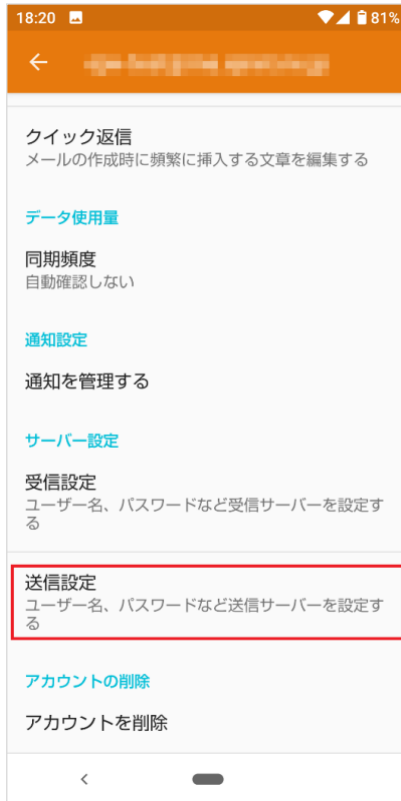 18:20 81%
クイック返信
メールの作成時に頻繁に挿入する文章を編集する
データ使用量
同期頻度
自動確認しない
通知設定
通知を管理する
サーバー設定
受信設定
ユーザー名、パスワードなど受信サーバーを設定す
る
送信設定
ユーザー名、パスワードなど送信サーバーを設定す
る
アカウントの削除
アカウントを削除